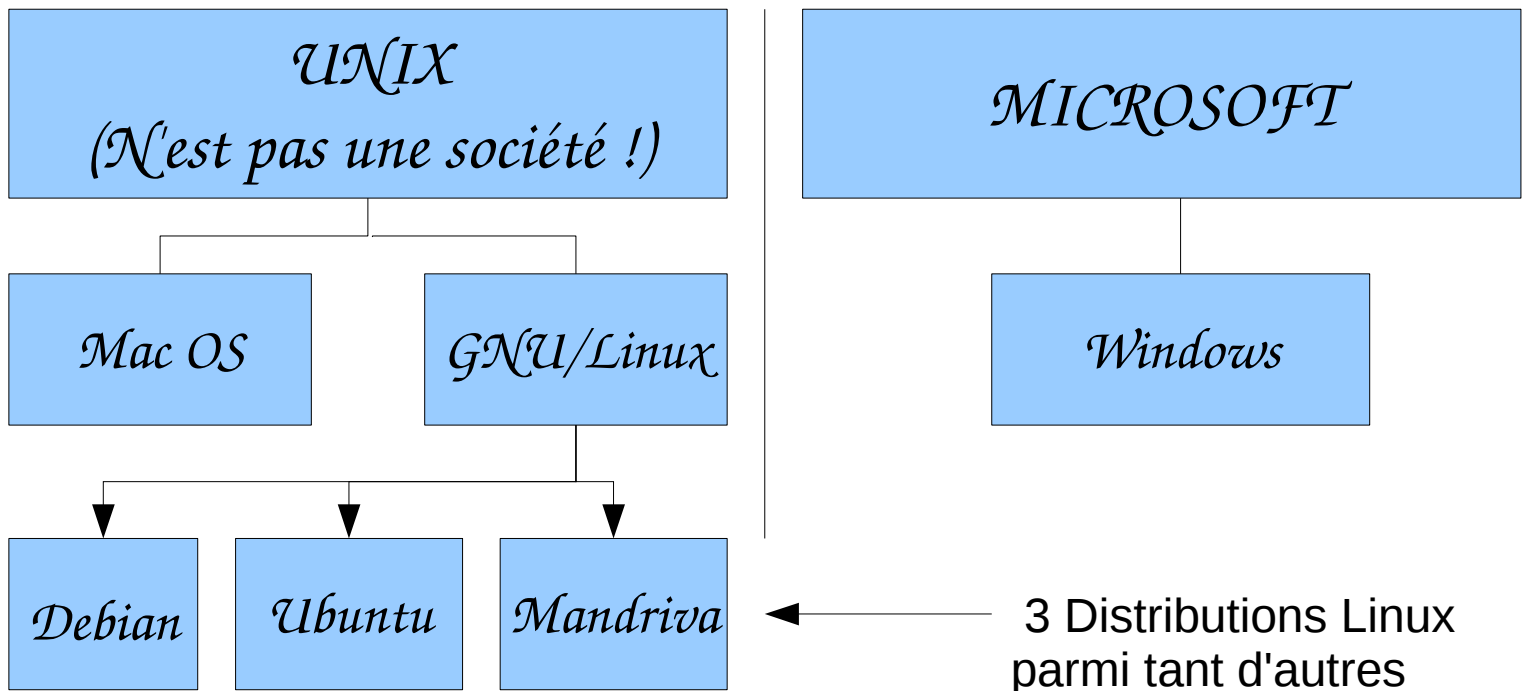 UNIX
(N'est pas une société !)
MICROSOFT
Mac OS
GNU/Linux
Windows
Debian
Ubuntu
Mandriva
3 Distributions Linux
parmi tant d'autres